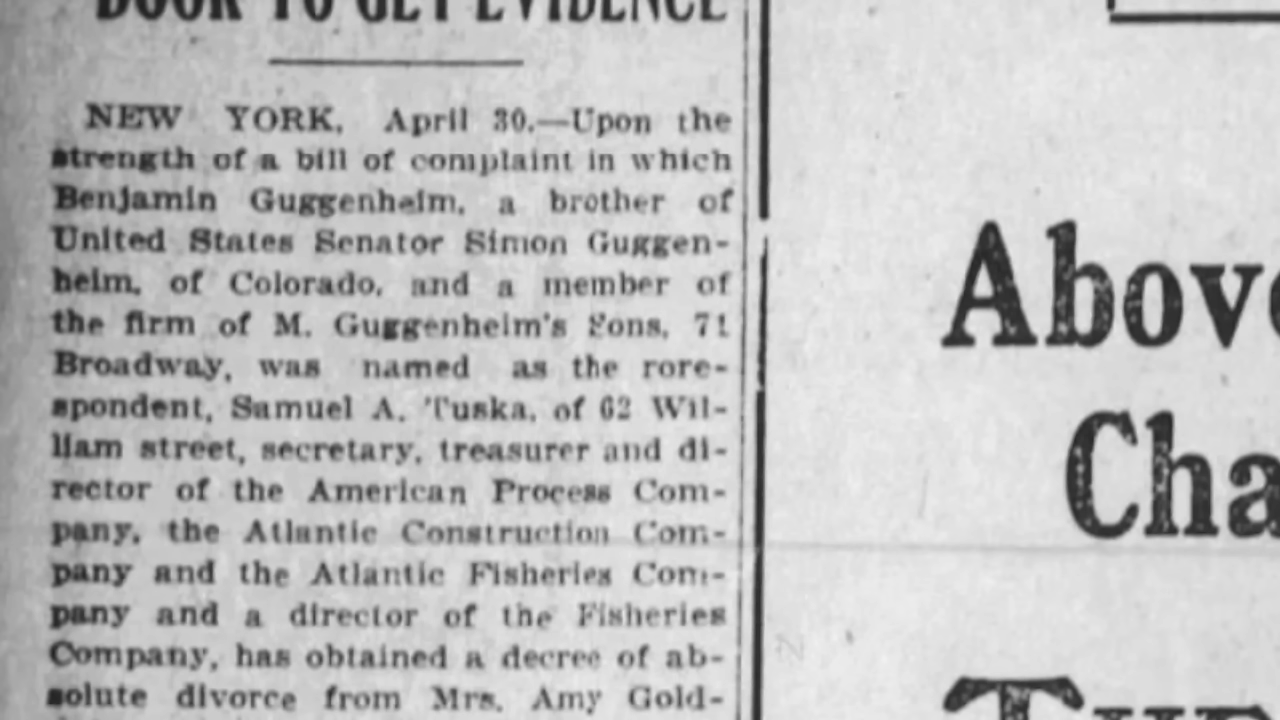 DOOR TO GET EVIDENCE
NEW YORK, April 30.—Upon the
strength of a bill of complaint in which
Benjamin Guggenheim, a brother of
United States Senator Simon Guggen-
heim, of Colorado, and a member of
the firm of M. Guggenheim's Sons, 71
Broadway, was named as the rore-
spondent, Samuel A. Tuska, of 62 Wil-
liam street, secretary, treasurer and di-
rector of the American Process Com-
pany, the Atlantic Construction Com-
pany and the Atlantic Fisheries Com-
pany and a director of the Fisheries
Company, has obtained a decree of ab-
solute divorce from Mrs. Amy Gold-
Above
Cha